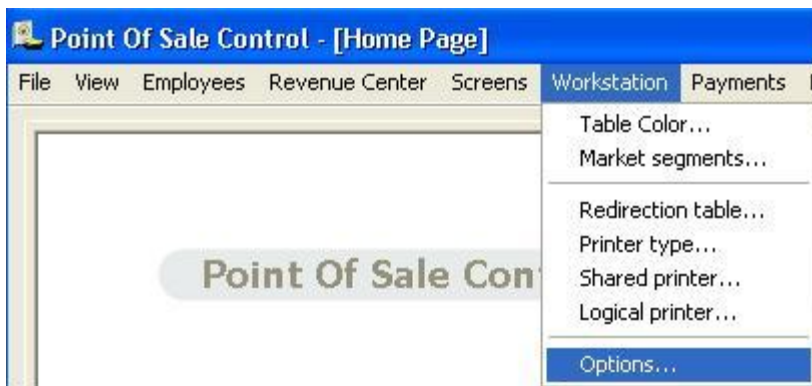 Point Of Sale Control - [Home Page]
File View Employees Revenue Center Screens Workstation Payments
Table Color...
Market segments...
Redirection table...
Printer type...
Shared printer...
Logical printer...
Options...
Point Of Sale Con